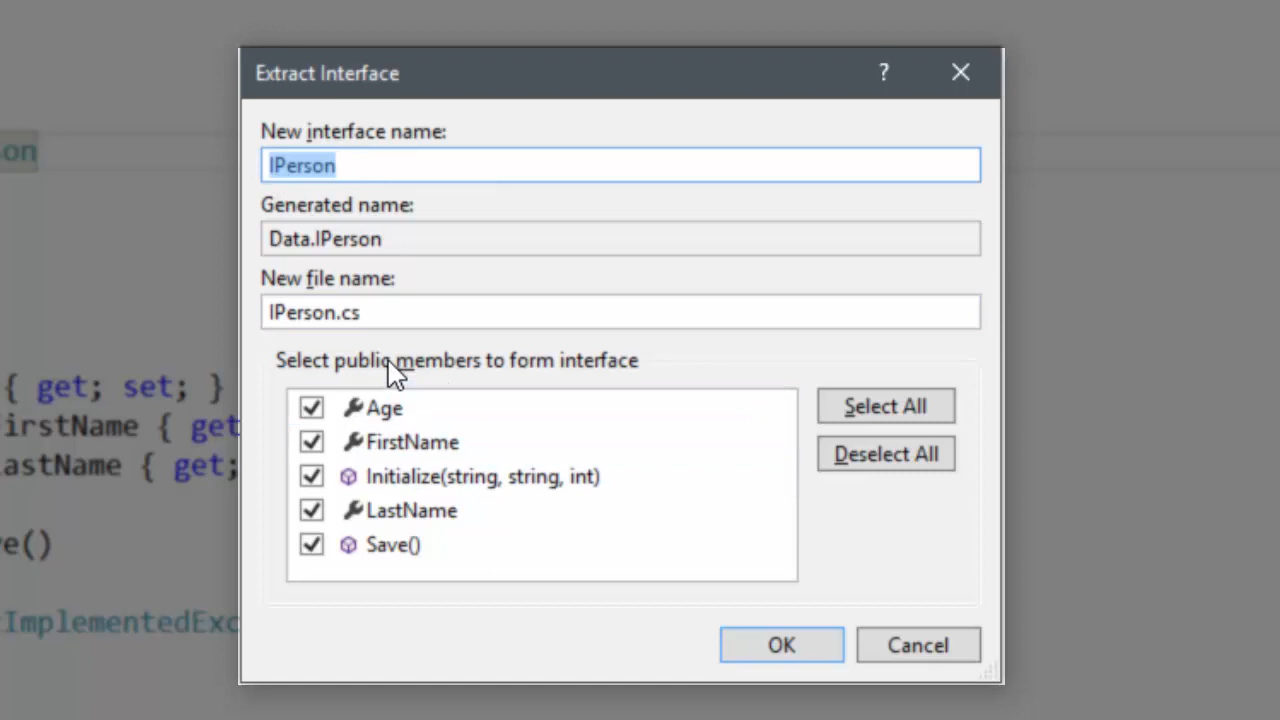 Extract Interface
?
New interface name:
on
IPerson
Generated name:
Data.IPerson
New file name:
IPerson.cs
Select public members to form interface
{ get; set; }
Age
Select All
irstName { get
FirstName
Deselect All
astName { get;
Initialize(string, string, int)
LastName
e()
Save()
ImplementedExc
OK
Cancel